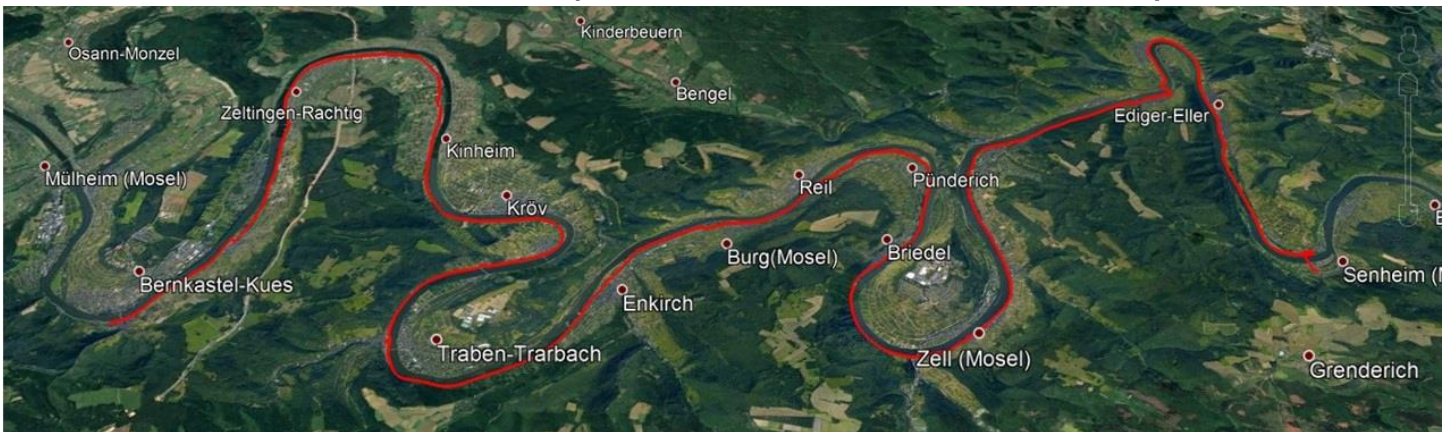 Kinderbeuern
Osann-Monzel
Bengel
Zeltingen-Rachtig
Ediger-Eller
Kinheim
Mülheim (Mosel)
Reil
Pünderich
Kröv
Briedel
Burg(Mosel)
Senheim (
Bernkastel-Kues
Enkirch
Traben-Trarbach
Zell (Mosel)
Grenderich